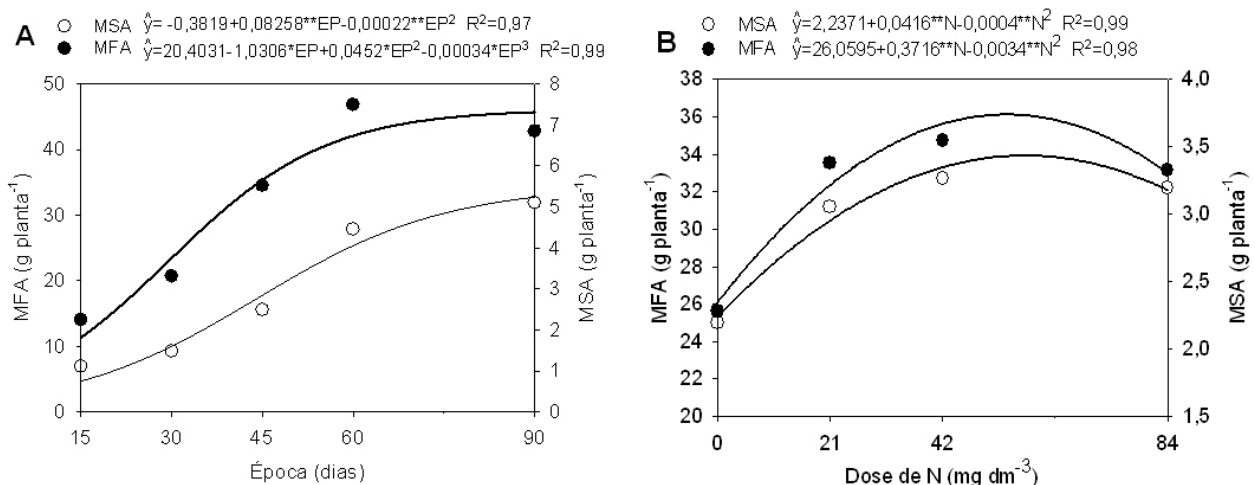 A
MSA ŷ= -0,3819+0,08258**EP-0,00022**EP² R²=0,97
MFA ŷ=20,4031-1,0306*EP+0,0452*EP²-0,00034*EP³ R²=0,99
50
40
30
20
10
0
MFA (g planta⁻¹)
8
7
6
5
4
3
2
1
0
MSA (g planta⁻¹)
15 30 45 60 90
Época (dias)
B
MSA ŷ=2,2371+0,0416**N-0,0004**N² R²=0,99
MFA ŷ=26,0595+0,3716**N-0,0034**N² R²=0,98
38
36
34
32
30
28
26
24
22
20
MFA (g planta⁻¹)
4,0
3,5
3,0
2,5
2,0
1,5
MSA (g planta⁻¹)
0 21 42 84
Dose de N (mg dm⁻³)